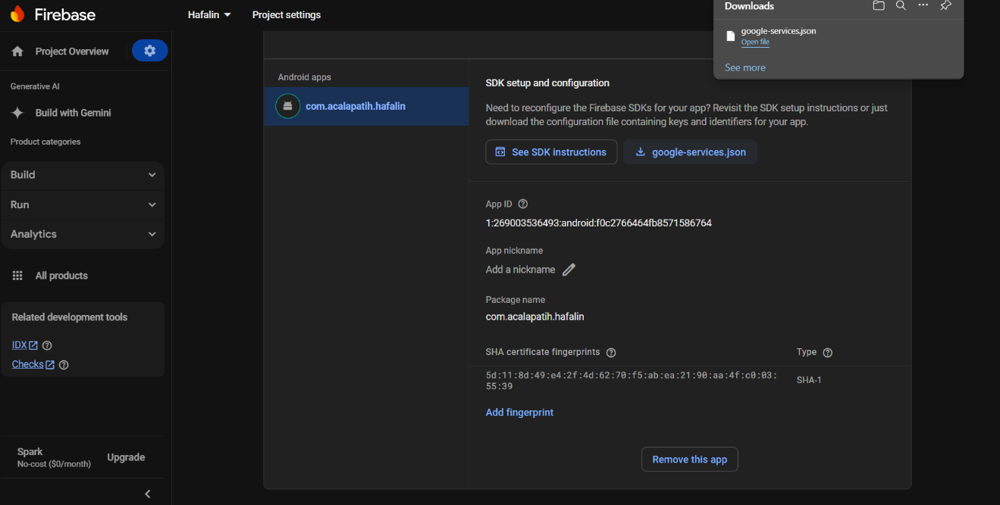 Firebase
Hafalin
Project settings
Downloads
google-services.json
Open file
See more
Project Overview
Generative AI
Build with Gemini
Product categories
Build
Run
Analytics
All products
Related development tools
IDX
Checks
Spark
No-cost ($0/month)
Upgrade
Android apps
com.acalapatih.hafalin
SDK setup and configuration
Need to reconfigure the Firebase SDKs for your app? Revisit the SDK setup instructions or just
download the configuration file containing keys and identifiers for your app.
See SDK instructions
google-services.json
App ID
1:269003536493:android:f0c2766464fb8571586764
App nickname
Add a nickname
Package name
com.acalapatih.hafalin
SHA certificate fingerprints
Type
5d:11:8d:49:e4:2f:4d:62:70:f5:ab:ea:21:90:aa:4f:c0:03:
55:39
SHA-1
Add fingerprint
Remove this app